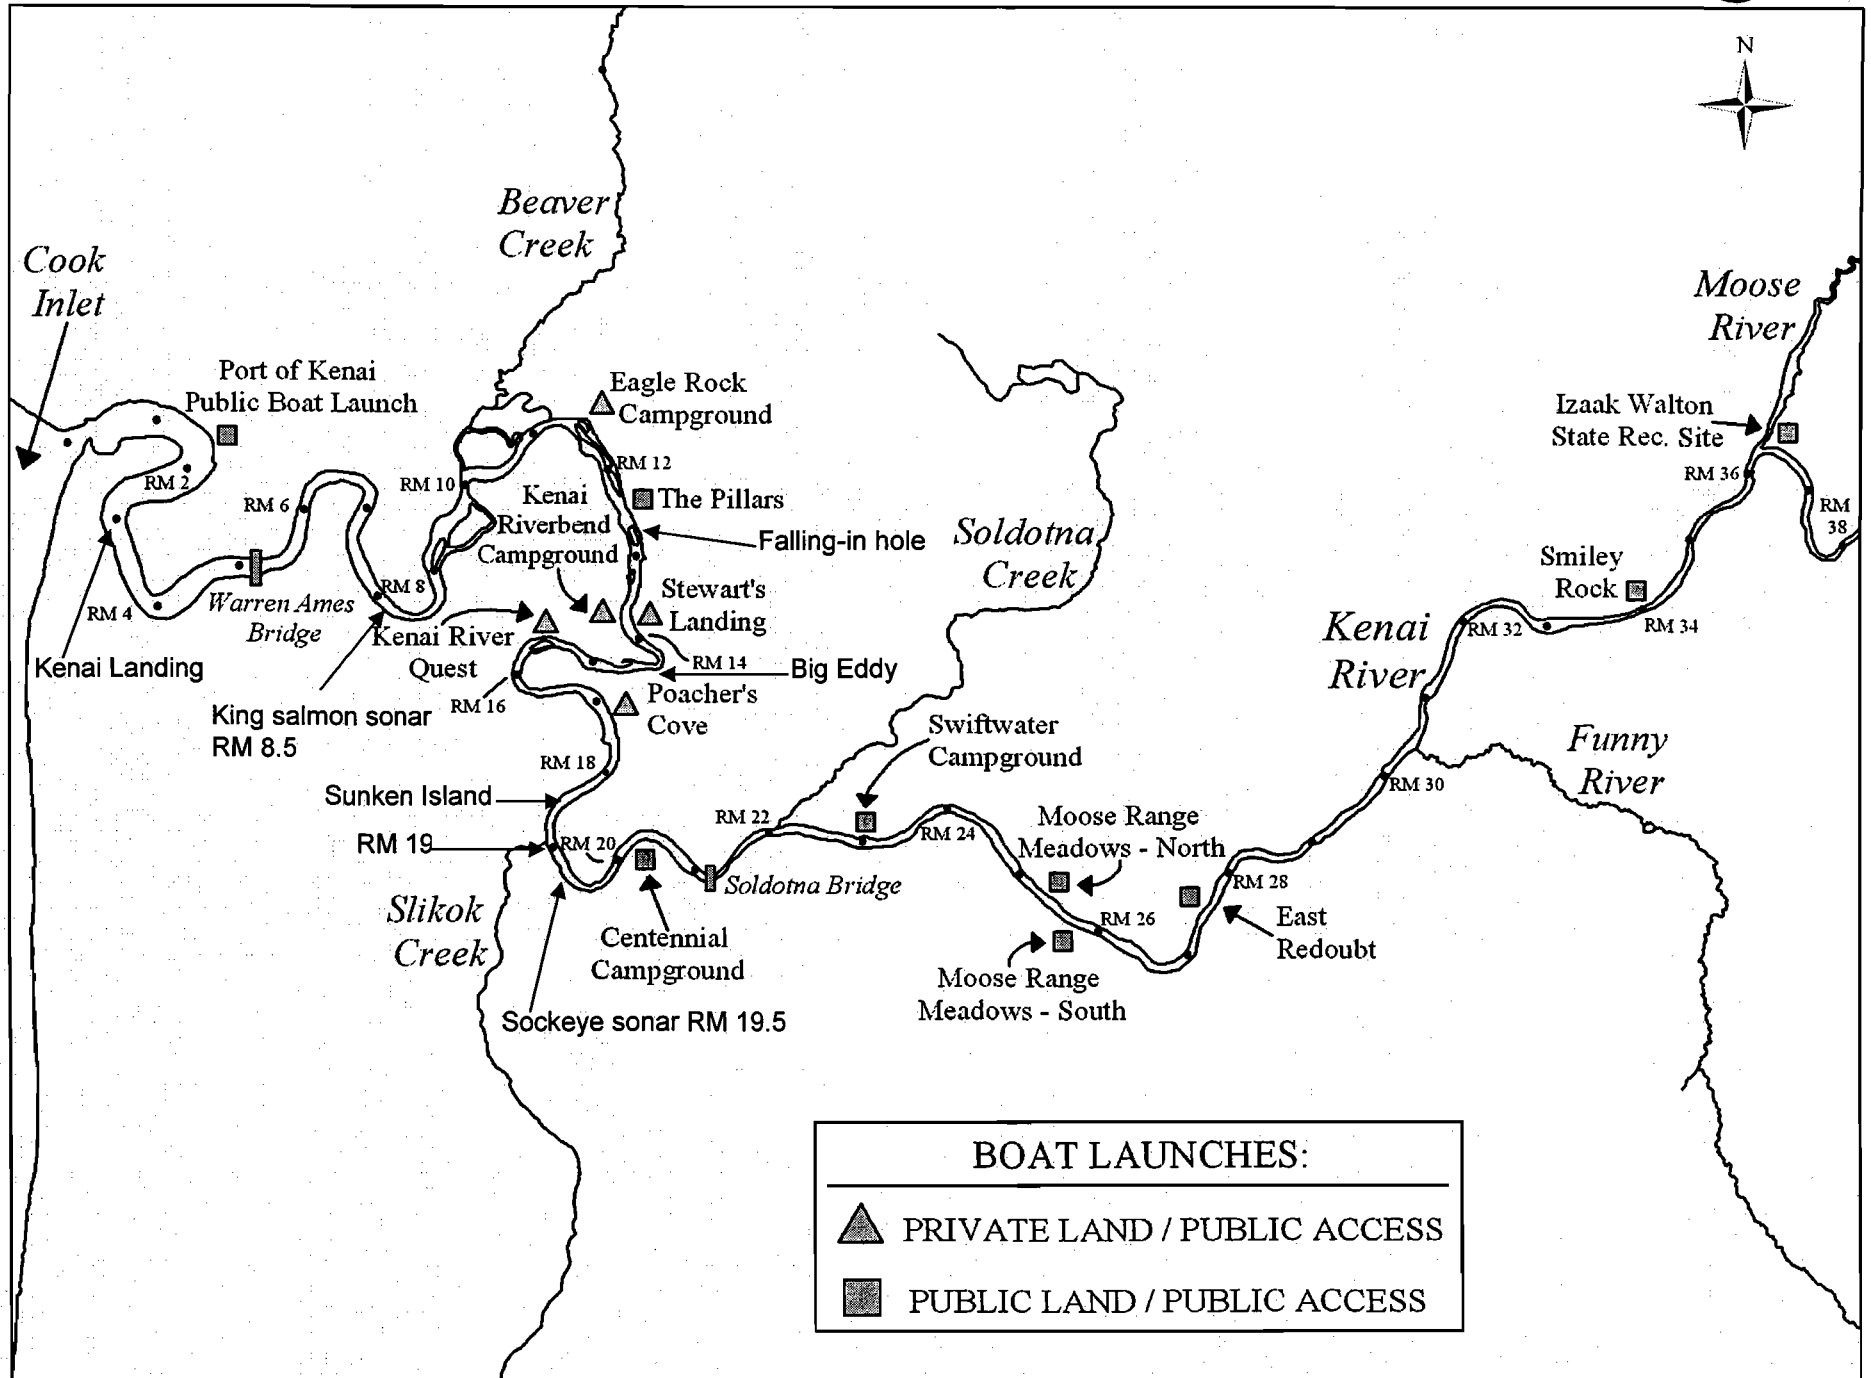 N
Beaver
Creek
Cook
Inlet
Moose
River
Port of Kenai
Public Boat Launch
Eagle Rock
Campground
Izaak Walton
State Rec. Site
RM 2
RM 6
RM 10
RM 12
RM 36
RM
38
Kenai
Riverbend
Campground
The Pillars
Falling-in hole
Soldotna
Creek
Smiley
Rock
RM 4
Warren Ames
Bridge
RM 8
Kenai River
Quest
Stewart's
Landing
RM 14
Big Eddy
Kenai
River
RM 32
RM 34
Kenai Landing
King salmon sonar
RM 8.5
RM 16
Poacher's
Cove
Swiftwater
Campground
Funny
River
RM 18
RM 30
Sunken Island
RM 19
RM 20
RM 22
RM 24
Moose Range
Meadows - North
Soldotna Bridge
RM 28
RM 26
East
Redoubt
Slikok
Creek
Centennial
Campground
Moose Range
Meadows - South
Sockeye sonar RM 19.5
BOAT LAUNCHES:
PRIVATE LAND / PUBLIC ACCESS
PUBLIC LAND / PUBLIC ACCESS